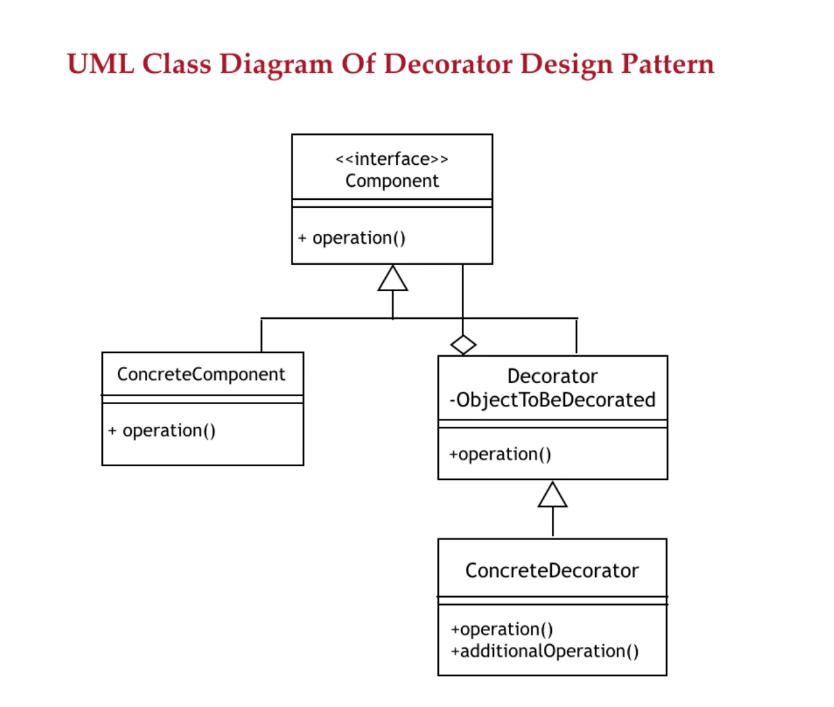 UML Class Diagram Of Decorator Design Pattern
<<interface>>
Component
+ operation()
ConcreteComponent
+ operation()
Decorator
-ObjectToBeDecorated
+operation()
ConcreteDecorator
+operation()
+additionalOperation()